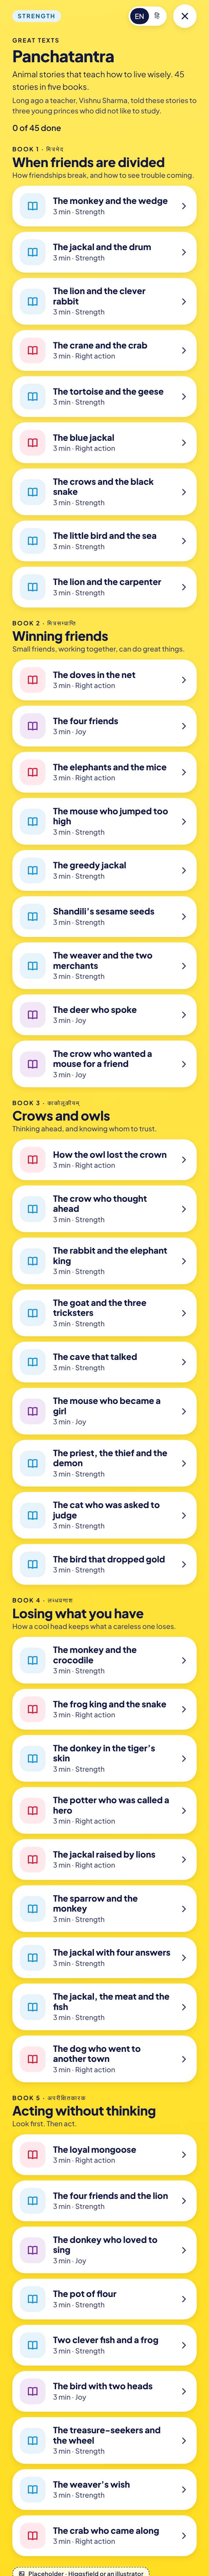 STRENGTH
EN
हि
GREAT TEXTS
Panchatantra
Animal stories that teach how to live wisely. 45
stories in five books.
Long ago a teacher, Vishnu Sharma, told these stories to
three young princes who did not like to study.
0 of 45 done
BOOK 1 · मित्रभेद
When friends are divided
How friendships break, and how to see trouble coming.
The monkey and the wedge
3 min · Strength
The jackal and the drum
3 min · Strength
The lion and the clever
rabbit
3 min · Strength
The crane and the crab
3 min · Right action
The tortoise and the geese
3 min · Strength
The blue jackal
3 min · Right action
The crows and the black
snake
3 min · Strength
The little bird and the sea
3 min · Strength
The lion and the carpenter
3 min · Strength
BOOK 2 · मित्रसम्प्राप्ति
Winning friends
Small friends, working together, can do great things.
The doves in the net
3 min · Right action
The four friends
3 min · Joy
The elephants and the mice
3 min · Right action
The mouse who jumped too
high
3 min · Strength
The greedy jackal
3 min · Strength
Shandili's sesame seeds
3 min · Strength
The weaver and the two
merchants
3 min · Strength
The deer who spoke
3 min · Joy
The crow who wanted a
mouse for a friend
3 min · Joy
BOOK 3 · काकोलूकीयम्
Crows and owls
Thinking ahead, and knowing whom to trust.
How the owl lost the crown
3 min · Right action
The crow who thought
ahead
3 min · Strength
The rabbit and the elephant
king
3 min · Strength
The goat and the three
tricksters
3 min · Strength
The cave that talked
3 min · Strength
The mouse who became a
girl
3 min · Joy
The priest, the thief and the
demon
3 min · Strength
The cat who was asked to
judge
3 min · Strength
The bird that dropped gold
3 min · Strength
BOOK 4 · लब्धप्रणाश
Losing what you have
How a cool head keeps what a careless one loses.
The monkey and the
crocodile
3 min · Strength
The frog king and the snake
3 min · Right action
The donkey in the tiger's
skin
3 min · Strength
The potter who was called a
hero
3 min · Right action
The jackal raised by lions
3 min · Right action
The sparrow and the
monkey
3 min · Strength
The jackal with four answers
3 min · Strength
The jackal, the meat and the
fish
3 min · Strength
The dog who went to
another town
3 min · Right action
BOOK 5 · अपरीक्षितकारक
Acting without thinking
Look first. Then act.
The loyal mongoose
3 min · Right action
The four friends and the lion
3 min · Strength
The donkey who loved to
sing
3 min · Joy
The pot of flour
3 min · Strength
Two clever fish and a frog
3 min · Strength
The bird with two heads
3 min · Joy
The treasure-seekers and
the wheel
3 min · Strength
The weaver's wish
3 min · Strength
The crab who came along
3 min · Right action
Placeholder · Higgsfield or an illustrator